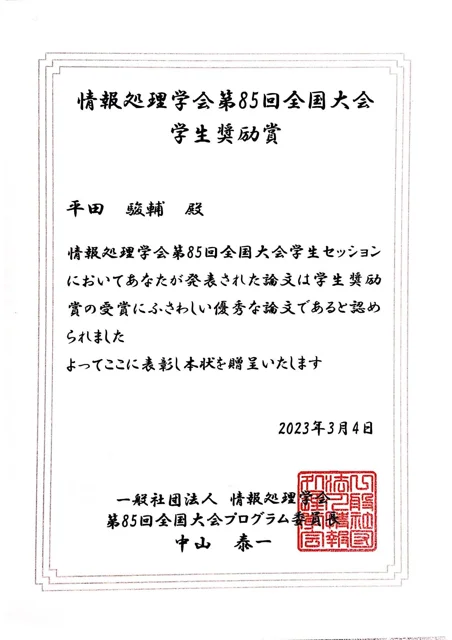 情報処理学会第85回全国大会
学生奨励賞
平田 駿輔 殿
情報処理学会第85回全国大会学生セッション
においてあなたが発表された論文は学生奨励
賞の受賞にふさわしい優秀な論文であると認め
られました
よってここに表彰し本状を贈呈いたします
2023年3月4日
一般社団法人 情報処理学会
第85回全国大会プログラム委員長
中山 泰一